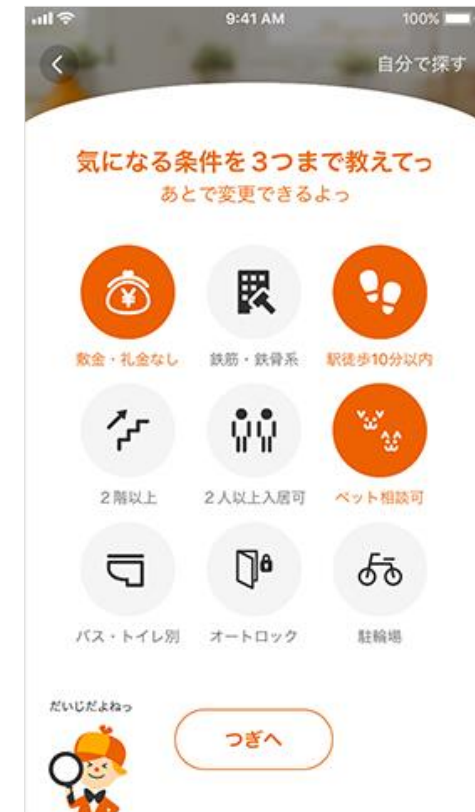 9:41 AM
100%
自分で探す
気になる条件を3つまで教えてっ
あとで変更できるよっ
¥
敷金・礼金なし
鉄筋・鉄骨系
駅徒歩10分以内
2階以上
2人以上入居可
ペット相談可
バス・トイレ別
オートロック
駐輪場
だいじだよねっ
つぎへ